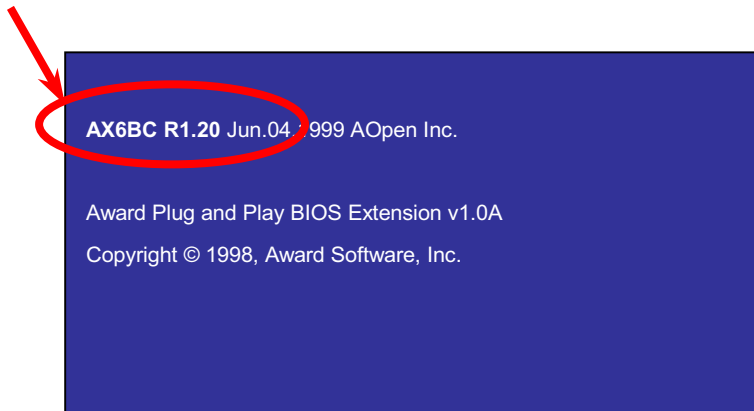 AX6BC R1.20 Jun.04.1999 AOpen Inc.
Award Plug and Play BIOS Extension v1.0A
Copyright © 1998, Award Software, Inc.